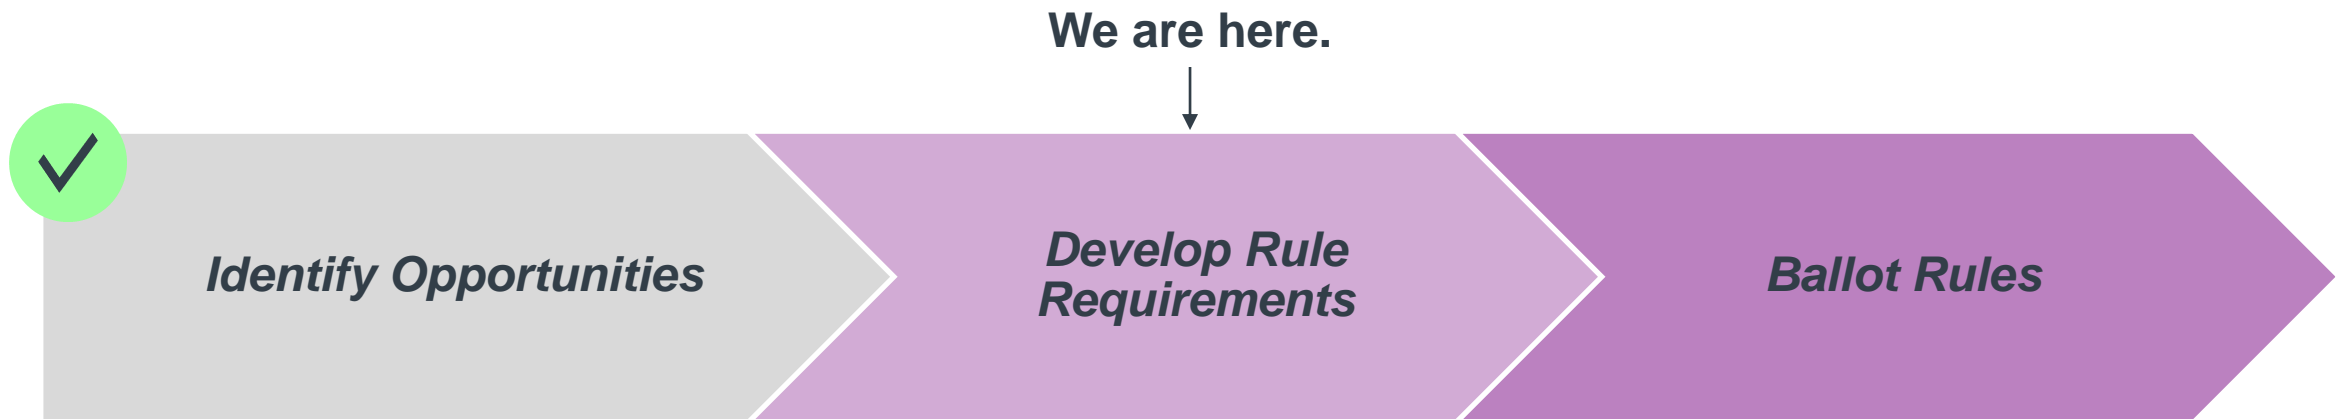 We are here.
Identify Opportunities
Develop Rule
Requirements
Ballot Rules